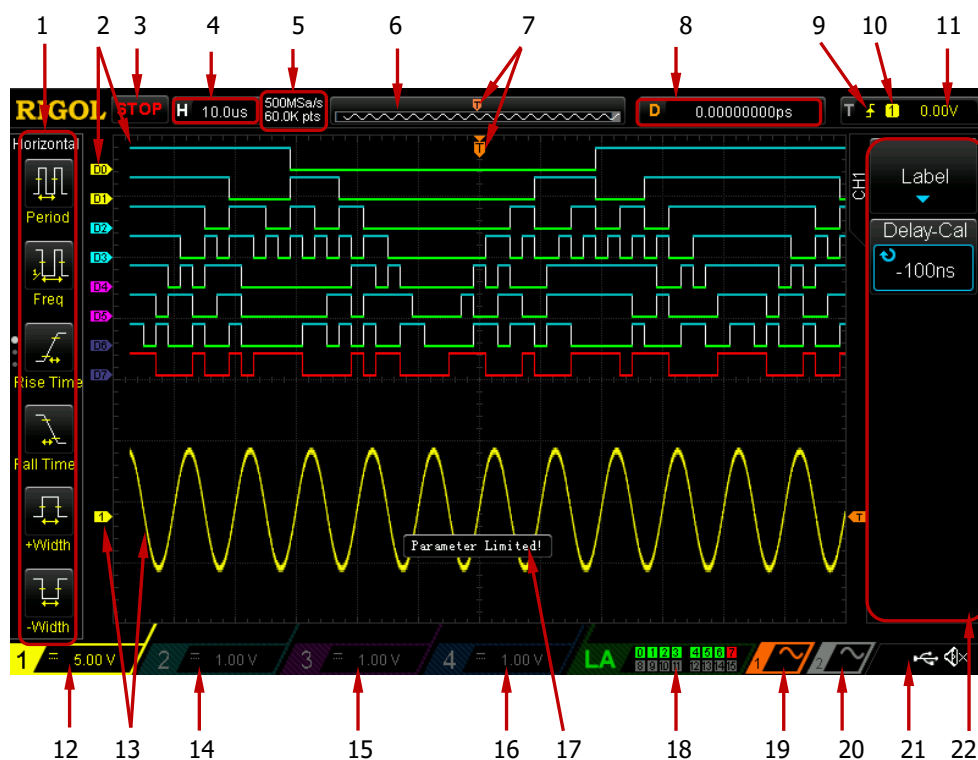 1 2 3 4 5 6 7 8 9 10 11
RIGOL STOP H 10.0us 500MSa/s 60.0K pts T D 0.00000000ps T 1 0.00V
Horizontal
Period
1/ Freq
Rise Time
Fall Time
+Width
-Width
T
D0
D1
D2
D3
D4
D5
D6
D7
1
T
Parameter Limited!
CH1
Label
Delay-Cal
-100ns
1 5.00 V 2 1.00 V 3 1.00 V 4 1.00 V LA 0 1 2 3 4 5 6 7 1 2
8 9 10 11 12 13 14 15
12 13 14 15 16 17 18 19 20 21 22